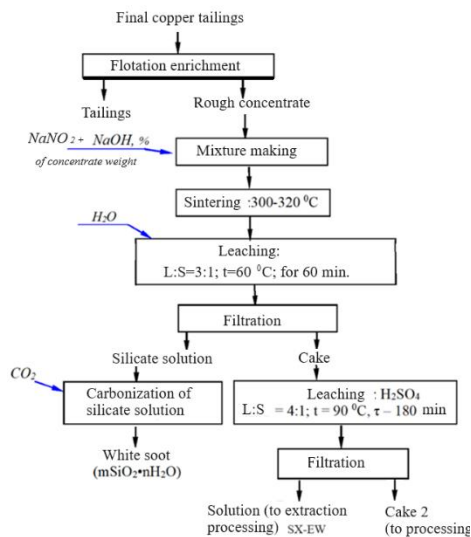 Final copper tailings
Flotation enrichment
Tailings
Rough concentrate
NaNO₂ + NaOH, %
of concentrate weight
Mixture making
Sintering :300-320 ⁰C
H₂O
Leaching:
L:S=3:1; t=60 ⁰C; for 60 min.
Filtration
Silicate solution
Cake
CO₂
Carbonization of
silicate solution
Leaching : H₂SO₄
L:S = 4:1; t = 90 ⁰C, τ – 180 min
White soot
(mSiO₂•nH₂O)
Filtration
Solution (to extraction
processing) SX-EW
Cake 2
(to processing